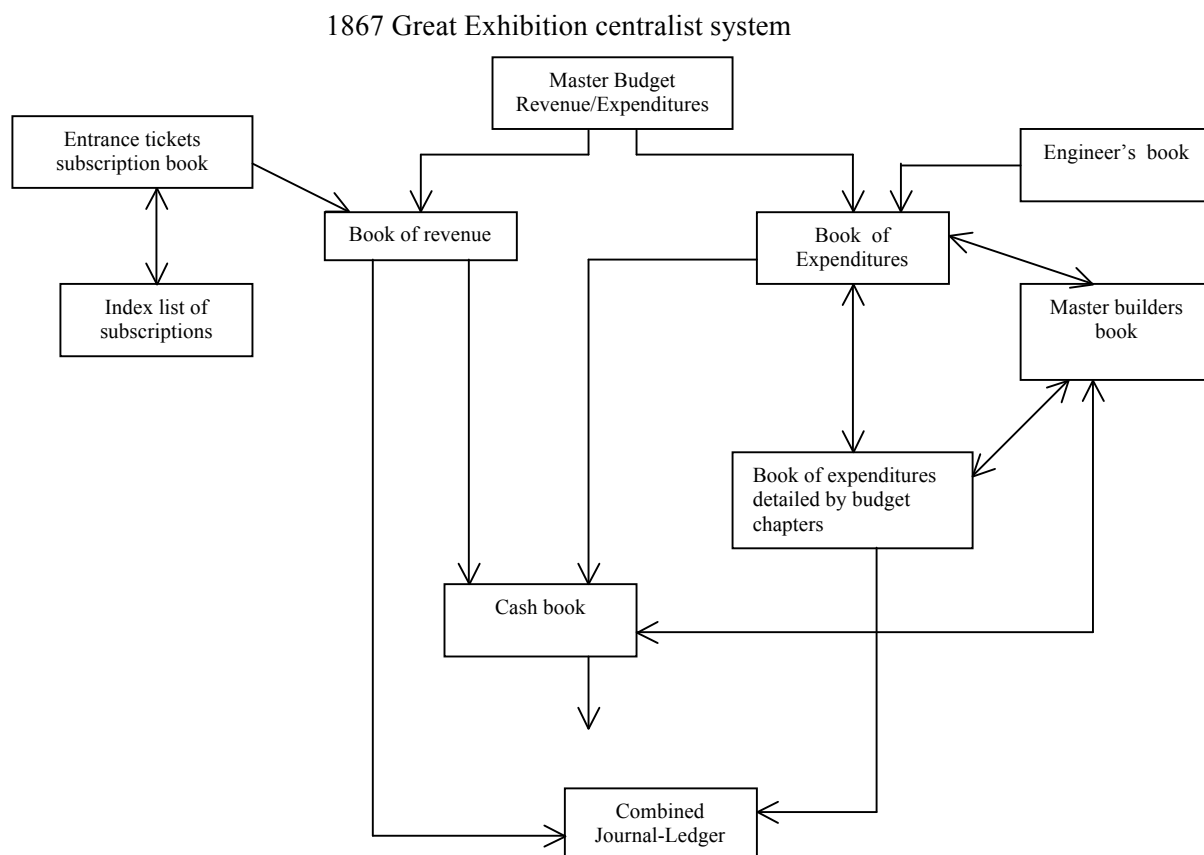 1867 Great Exhibition centralist system
Master Budget
Revenue/Expenditures
Entrance tickets
subscription book
Engineer’s book
Book of revenue
Book of
Expenditures
Index list of
subscriptions
Master builders
book
Book of expenditures
detailed by budget
chapters
Cash book
Combined
Journal-Ledger